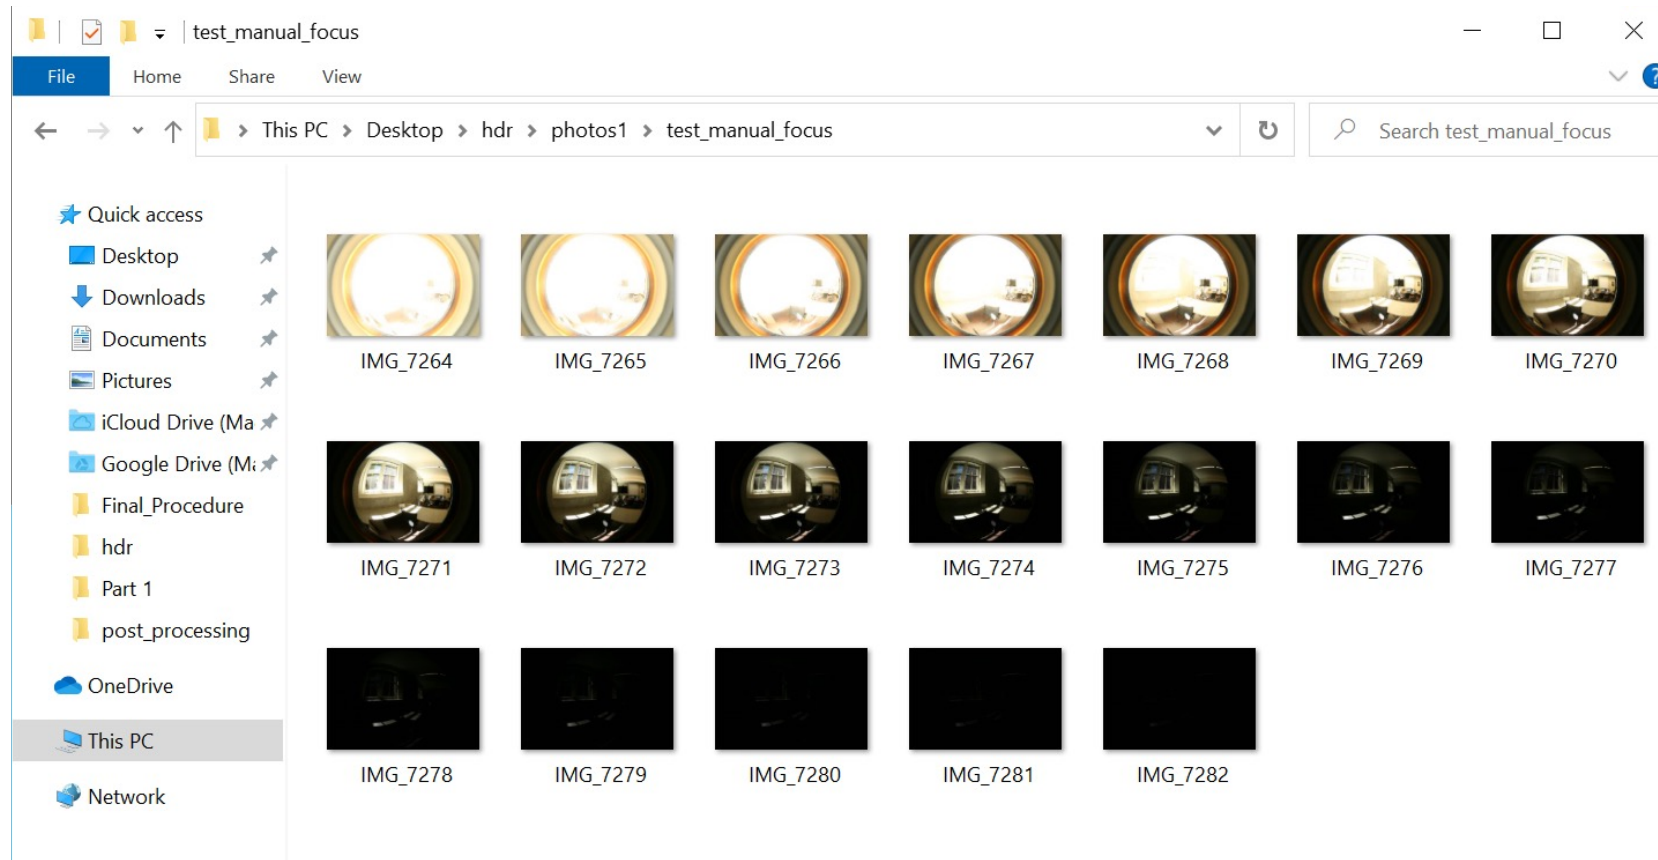 test_manual_focus
File Home Share View
This PC > Desktop > hdr > photos1 > test_manual_focus
Search test_manual_focus
Quick access
Desktop
Downloads
Documents
Pictures
iCloud Drive (Ma
Google Drive (Ma
Final_Procedure
hdr
Part 1
post_processing
OneDrive
This PC
Network
IMG_7264 IMG_7265 IMG_7266 IMG_7267 IMG_7268 IMG_7269 IMG_7270
IMG_7271 IMG_7272 IMG_7273 IMG_7274 IMG_7275 IMG_7276 IMG_7277
IMG_7278 IMG_7279 IMG_7280 IMG_7281 IMG_7282